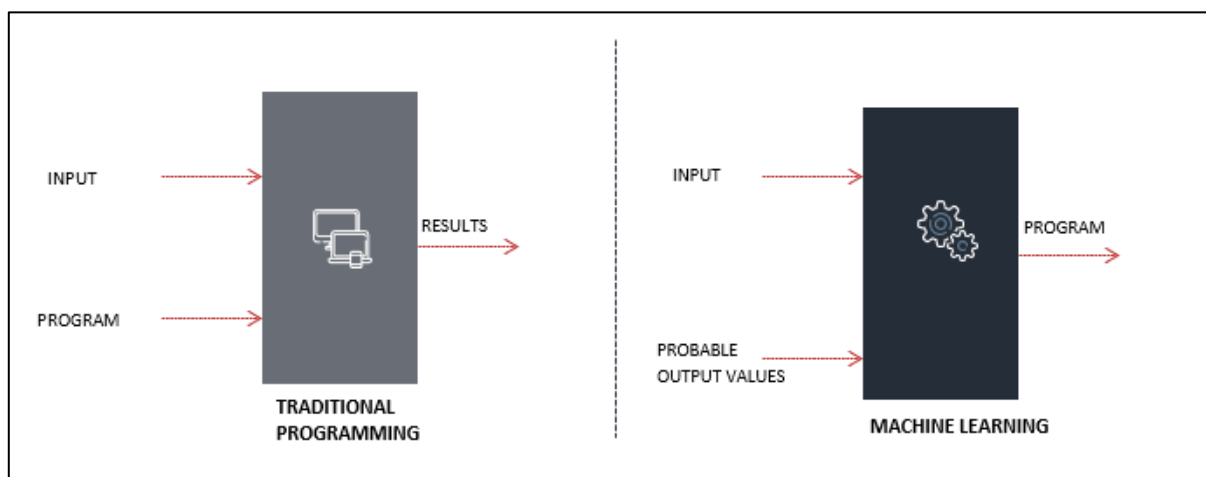 INPUT
PROGRAM
RESULTS
TRADITIONAL
PROGRAMMING
INPUT
PROBABLE
OUTPUT VALUES
PROGRAM
MACHINE LEARNING